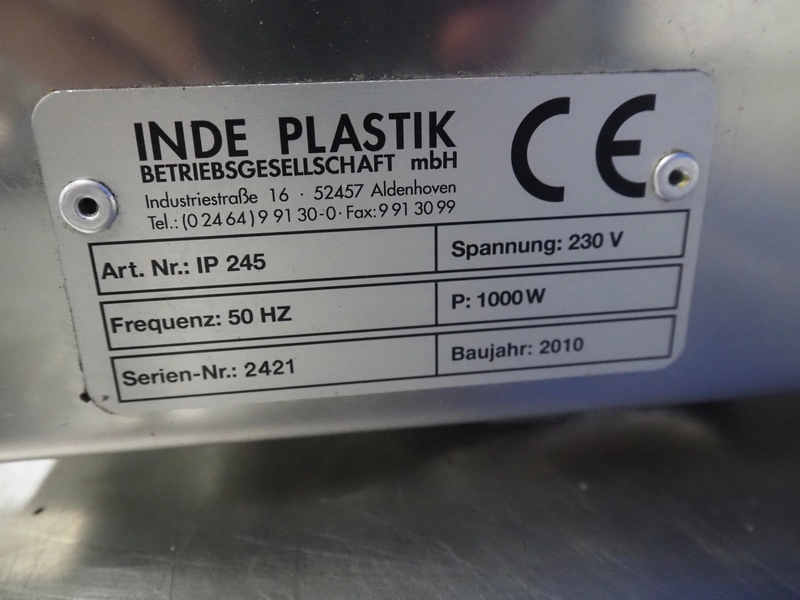 INDE PLASTIK
BETRIEBSGESELLSCHAFT mbH
Industriestraße 16 · 52457 Aldenhoven
Tel.: (0 24 64) 9 91 30-0 · Fax: 9 91 30 99
CE
Art. Nr.: IP 245
Spannung: 230 V
Frequenz: 50 HZ
P: 1000 W
Serien-Nr.: 2421
Baujahr: 2010